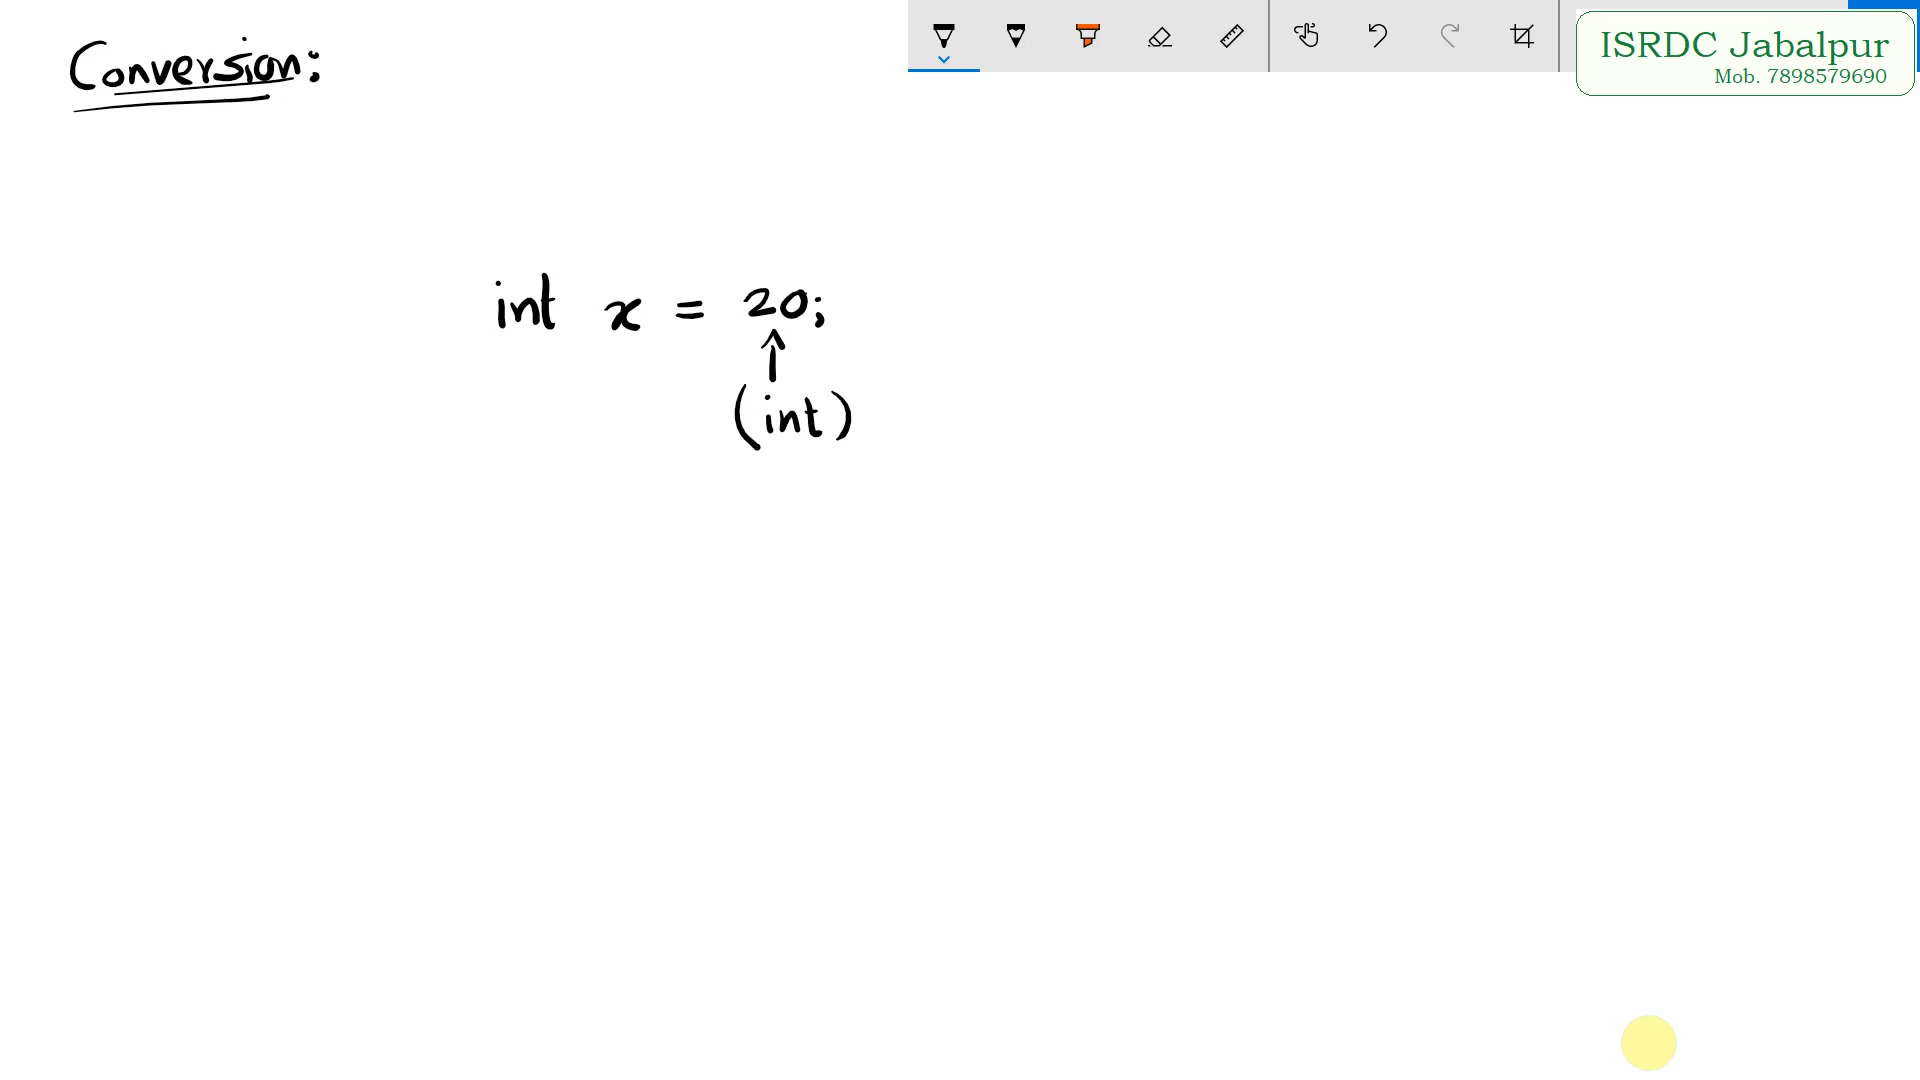 Conversion:
ISRDC Jabalpur
Mob. 7898579690
int x = 20;
(int)